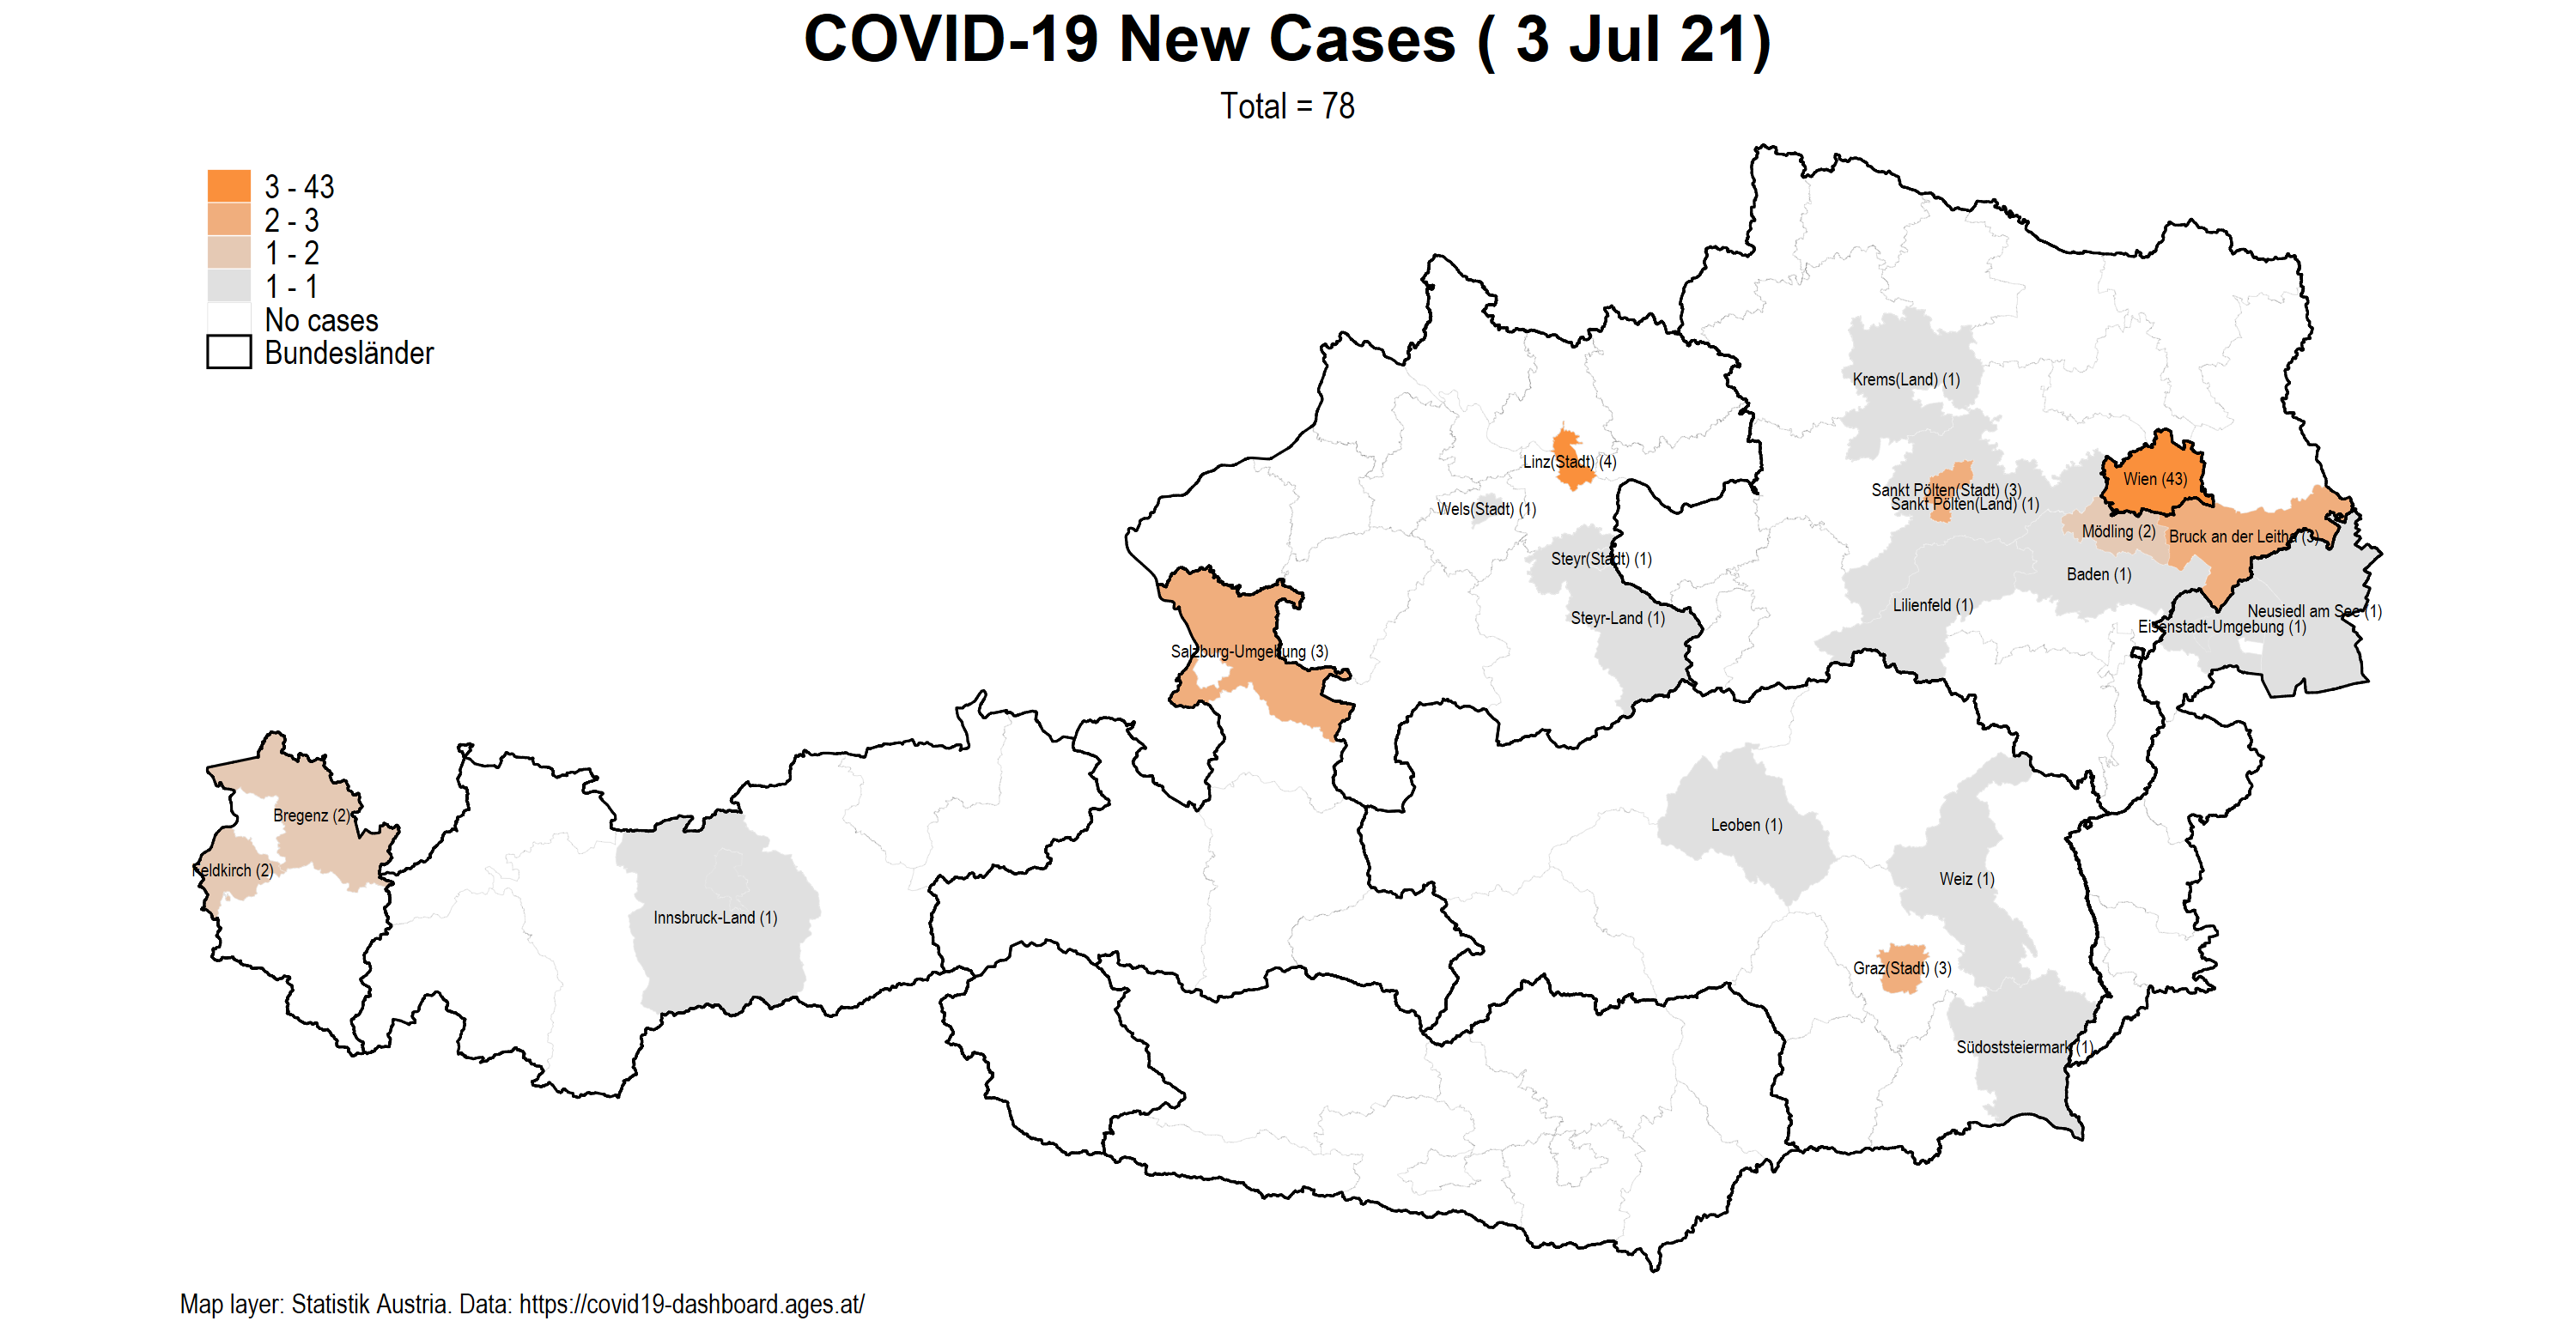 COVID-19 New Cases ( 3 Jul 21)
Total = 78
3 - 43
2 - 3
1 - 2
1 - 1
No cases
Bundesländer
Krems(Land) (1)
Linz(Stadt) (4)
Wien (43)
Sankt Pölten(Stadt) (3)
Sankt Pölten(Land) (1)
Wels(Stadt) (1)
Mödling (2)
Bruck an der Leitha (3)
Steyr(Stadt) (1)
Baden (1)
Lilienfeld (1)
Neusiedl am See (1)
Steyr-Land (1)
Eisenstadt-Umgebung (1)
Salzburg-Umgebung (3)
Bregenz (2)
Leoben (1)
Feldkirch (2)
Weiz (1)
Innsbruck-Land (1)
Graz(Stadt) (3)
Südoststeiermark (1)
Map layer: Statistik Austria. Data: https://covid19-dashboard.ages.at/